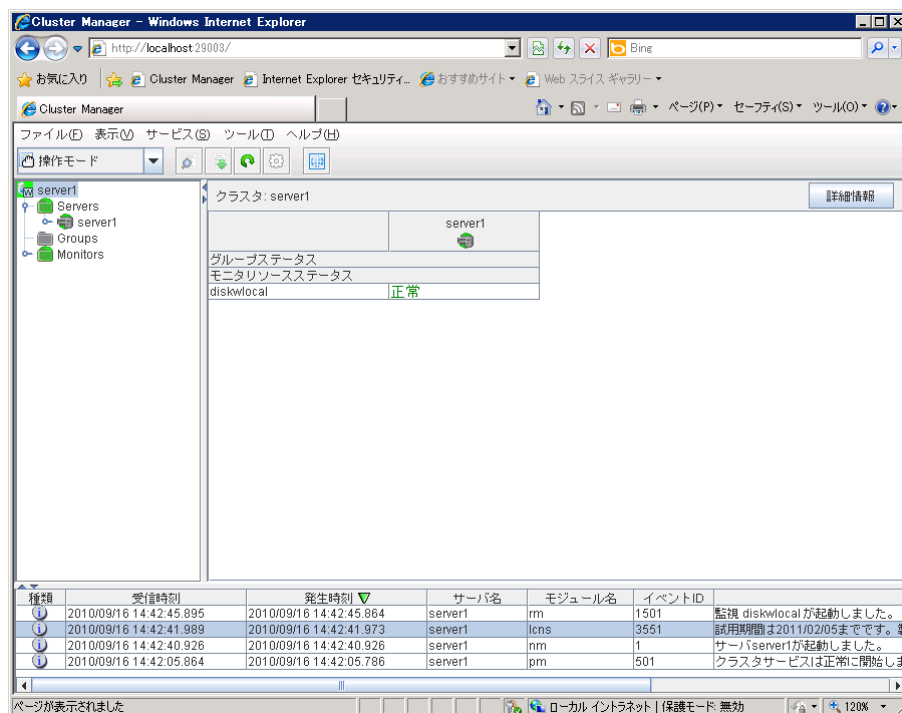 Cluster Manager - Windows Internet Explorer
http://localhost:29003/
Bing
お気に入り Cluster Manager Internet Explorer セキュリティ... おすすめサイト Web スライス ギャラリー
Cluster Manager ページ(P) セーフティ(S) ツール(O)
ファイル(F) 表示(V) サービス(S) ツール(T) ヘルプ(H)
操作モード
server1
Servers
server1
Groups
Monitors
クラスタ: server1 詳細情報
server1
グループステータス
モニタリソースステータス
diskwlocal 正常
種類 受信時刻 発生時刻 ▽ サーバ名 モジュール名 イベントID
2010/09/16 14:42:45.895 2010/09/16 14:42:45.864 server1 rm 1501 監視 diskwlocal が起動しました。
2010/09/16 14:42:41.989 2010/09/16 14:42:41.973 server1 lcns 3551 試用期間は2011/02/05までです。
2010/09/16 14:42:40.926 2010/09/16 14:42:40.926 server1 nm 1 サーバserver1が起動しました。
2010/09/16 14:42:05.864 2010/09/16 14:42:05.786 server1 pm 501 クラスタサービスは正常に開始しま
ページが表示されました ローカル イントラネット | 保護モード: 無効 120%